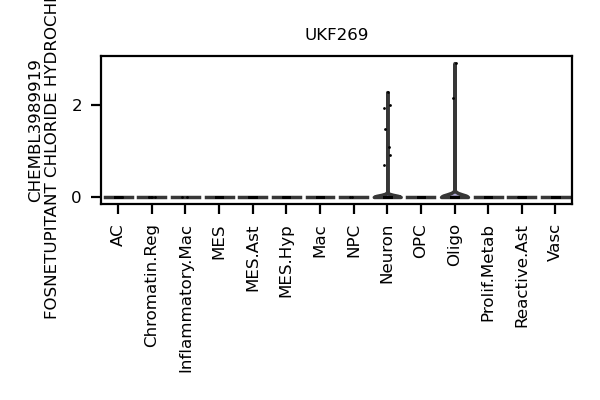 UKF269
CHEMBL3989919
FOSNETUPITANT CHLORIDE
2
0
AC
Chromatin.Reg
Inflammatory.Mac
MES
MES.Ast
MES.Hyp
Mac
NPC
Neuron
OPC
Oligo
Prolif.Metab
Reactive.Ast
Vasc